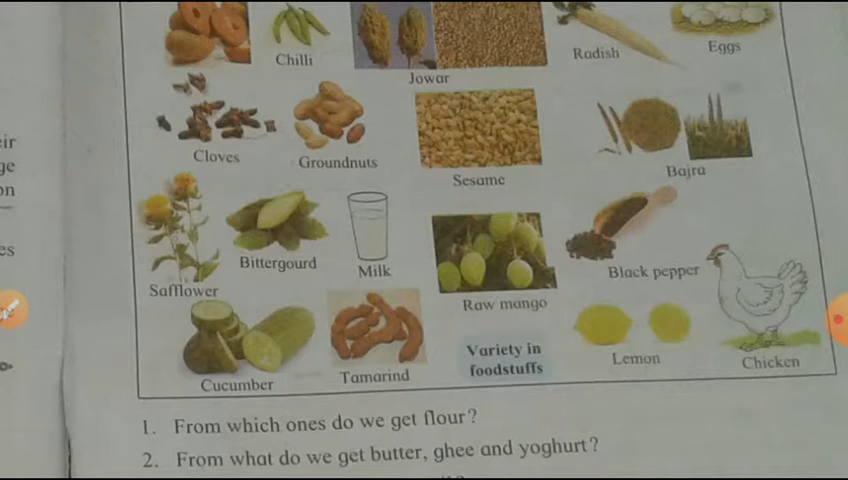 Chilli
Jowar
Radish
Eggs
Cloves
Groundnuts
Sesame
Bajra
Safflower
Bittergourd
Milk
Raw mango
Black pepper
Cucumber
Tamarind
Variety in
foodstuffs
Lemon
Chicken
1. From which ones do we get flour?
2. From what do we get butter, ghee and yoghurt?